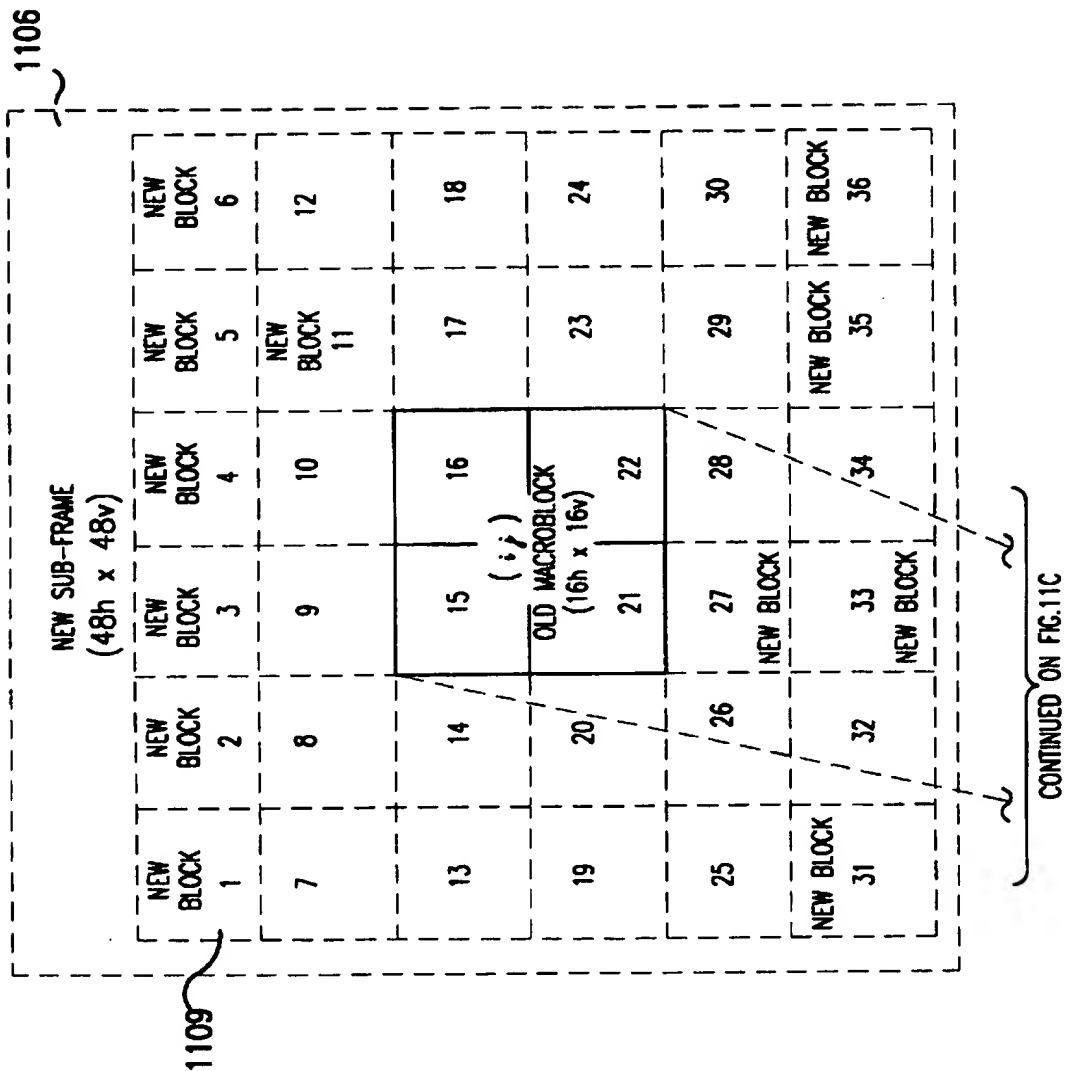 1106
NEW SUB-FRAME
(48h x 48v)
1109
NEW BLOCK 1
NEW BLOCK 2
NEW BLOCK 3
NEW BLOCK 4
NEW BLOCK 5
NEW BLOCK 6
7
8
9
10
NEW BLOCK 11
12
13
14
15
16
17
18
(i,j)
OLD MACROBLOCK
(16h x 16v)
19
20
21
22
23
24
25
26
27 NEW BLOCK
28
29
30
NEW BLOCK 31
32
33 NEW BLOCK
34
NEW BLOCK 35
NEW BLOCK 36
CONTINUED ON FIG.11C